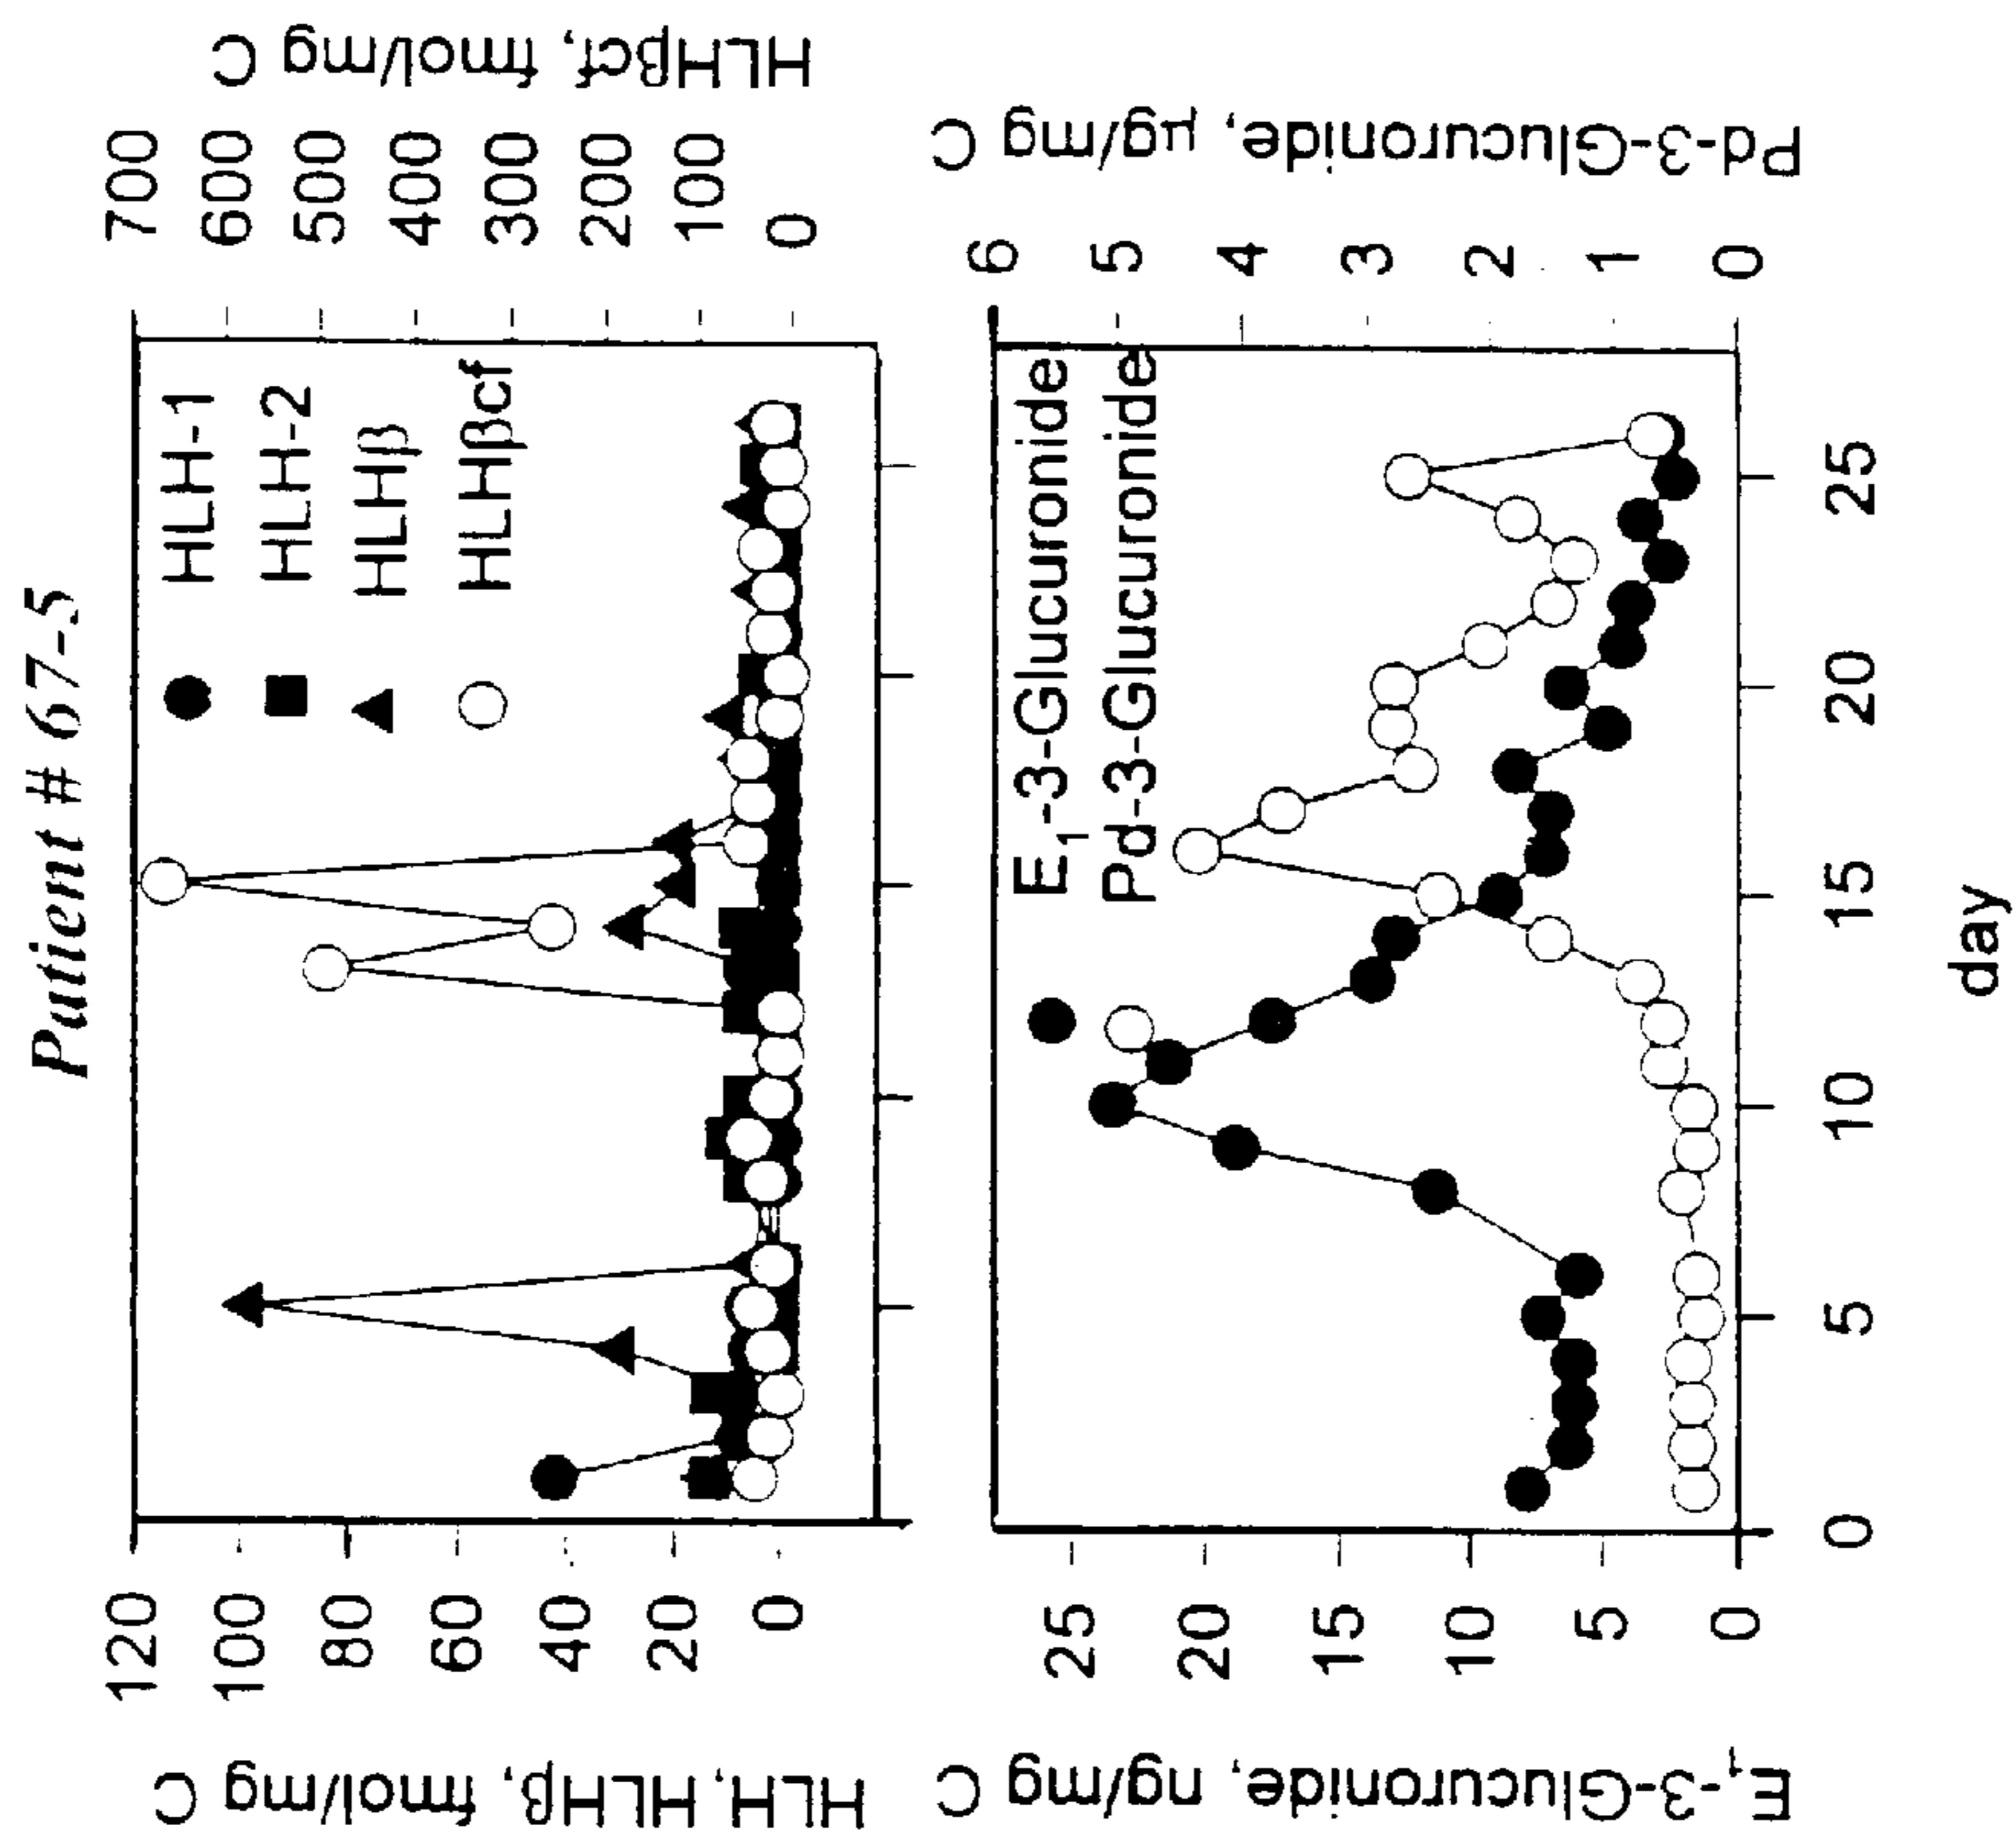 Patient # 67-5
HLH, HLHβ, fmol/mg C
120
100
80
60
40
20
0
HLH-1
HLH-2
HLHβ
HLHβcf
700
600
500
400
300
200
100
0
HLHβcf, fmol/mg C
E₁-3-Glucuronide, ng/mg C
25
20
15
10
5
0
E₁-3-Glucuronide
Pd-3-Glucuronide
6
5
4
3
2
1
0
Pd-3-Glucuronide, µg/mg C
0 5 10 15 20 25
day